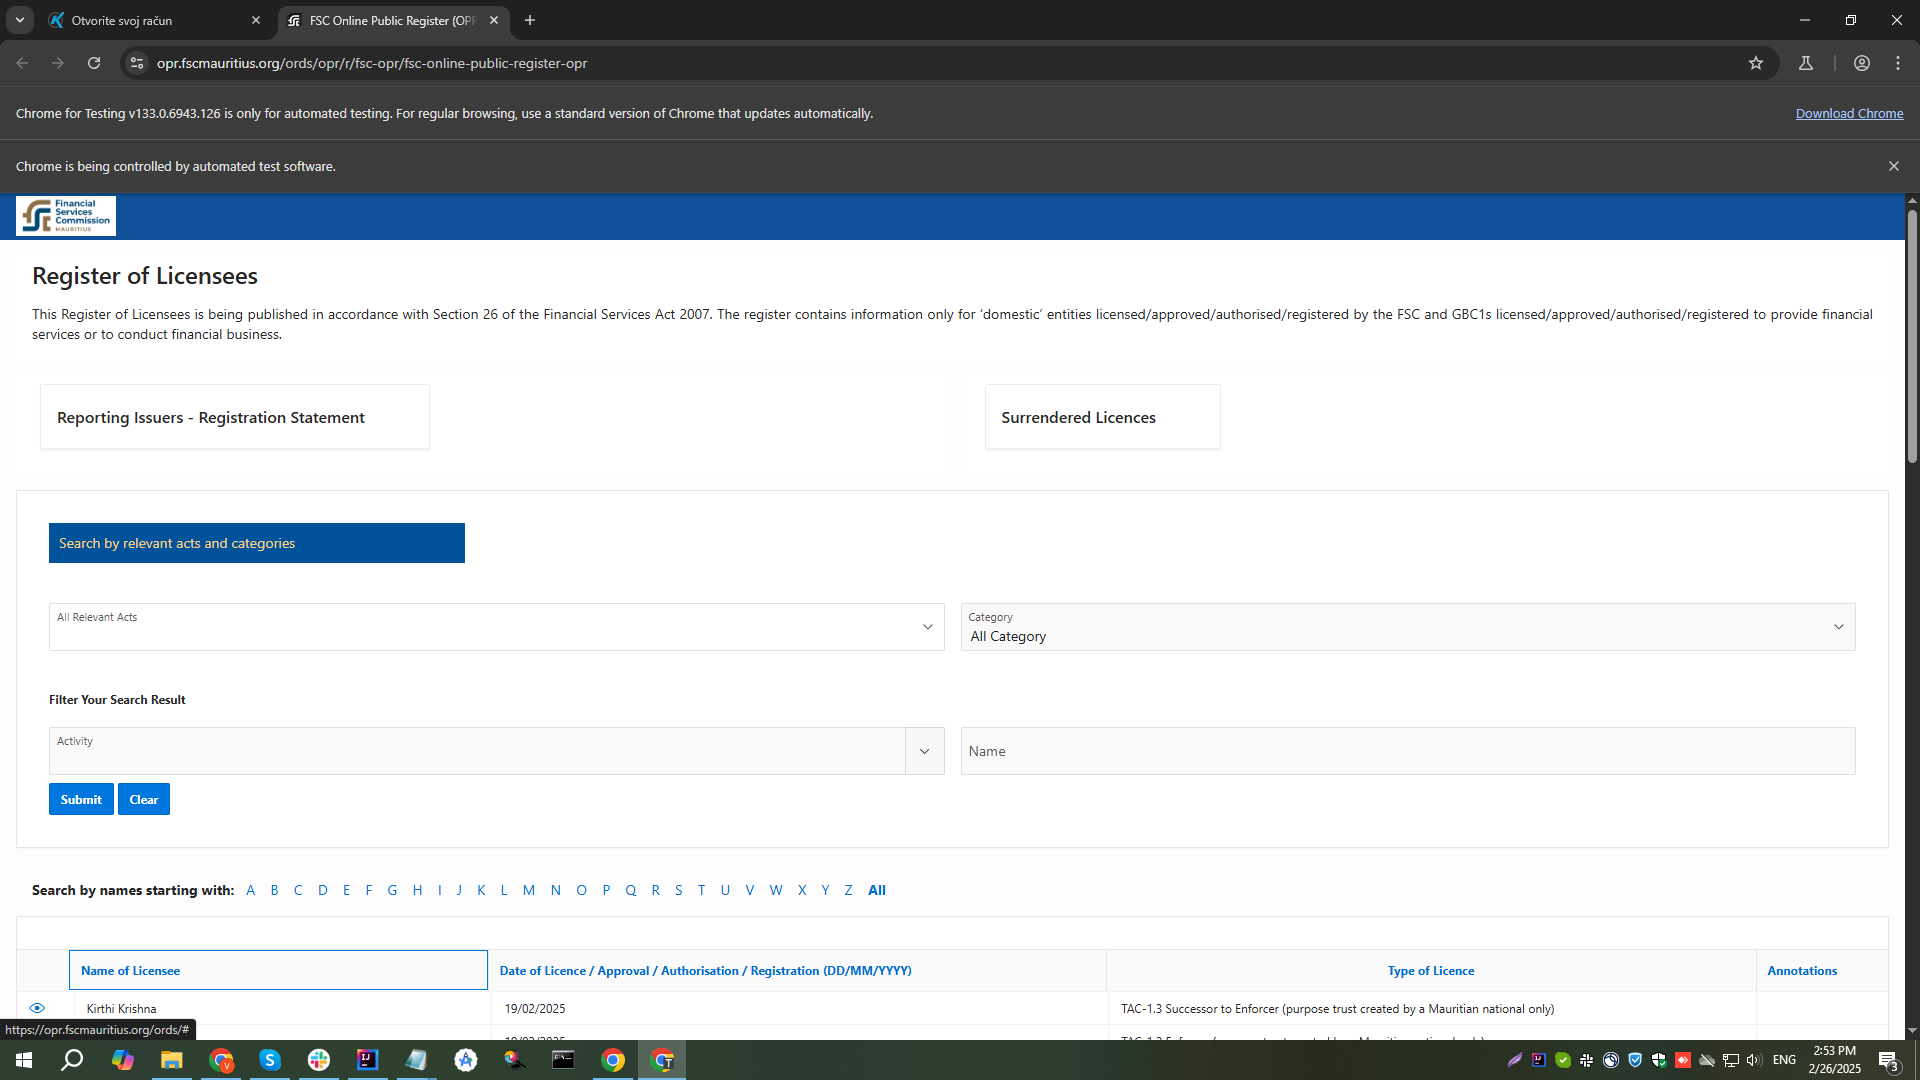 Otvorite svoj račun
FSC Online Public Register (OPR
opr.fscmauritius.org/ords/opr/r/fsc-opr/fsc-online-public-register-opr
Chrome for Testing v133.0.6943.126 is only for automated testing. For regular browsing, use a standard version of Chrome that updates automatically.
Download Chrome
Chrome is being controlled by automated test software.
Financial
Services
Commission
MAURITIUS
Register of Licensees
This Register of Licensees is being published in accordance with Section 26 of the Financial Services Act 2007. The register contains information only for ‘domestic’ entities licensed/approved/authorised/registered by the FSC and GBC1s licensed/approved/authorised/registered to provide financial
services or to conduct financial business.
Reporting Issuers - Registration Statement
Surrendered Licences
Search by relevant acts and categories
All Relevant Acts
Category
All Category
Filter Your Search Result
Activity
Name
Submit
Clear
Search by names starting with: A B C D E F G H I J K L M N O P Q R S T U V W X Y Z All
Name of Licensee
Date of Licence / Approval / Authorisation / Registration (DD/MM/YYYY)
Type of Licence
Annotations
Kirthi Krishna
19/02/2025
TAC-1.3 Successor to Enforcer (purpose trust created by a Mauritian national only)
https://opr.fscmauritius.org/ords/#
ENG
2:53 PM
2/26/2025
3